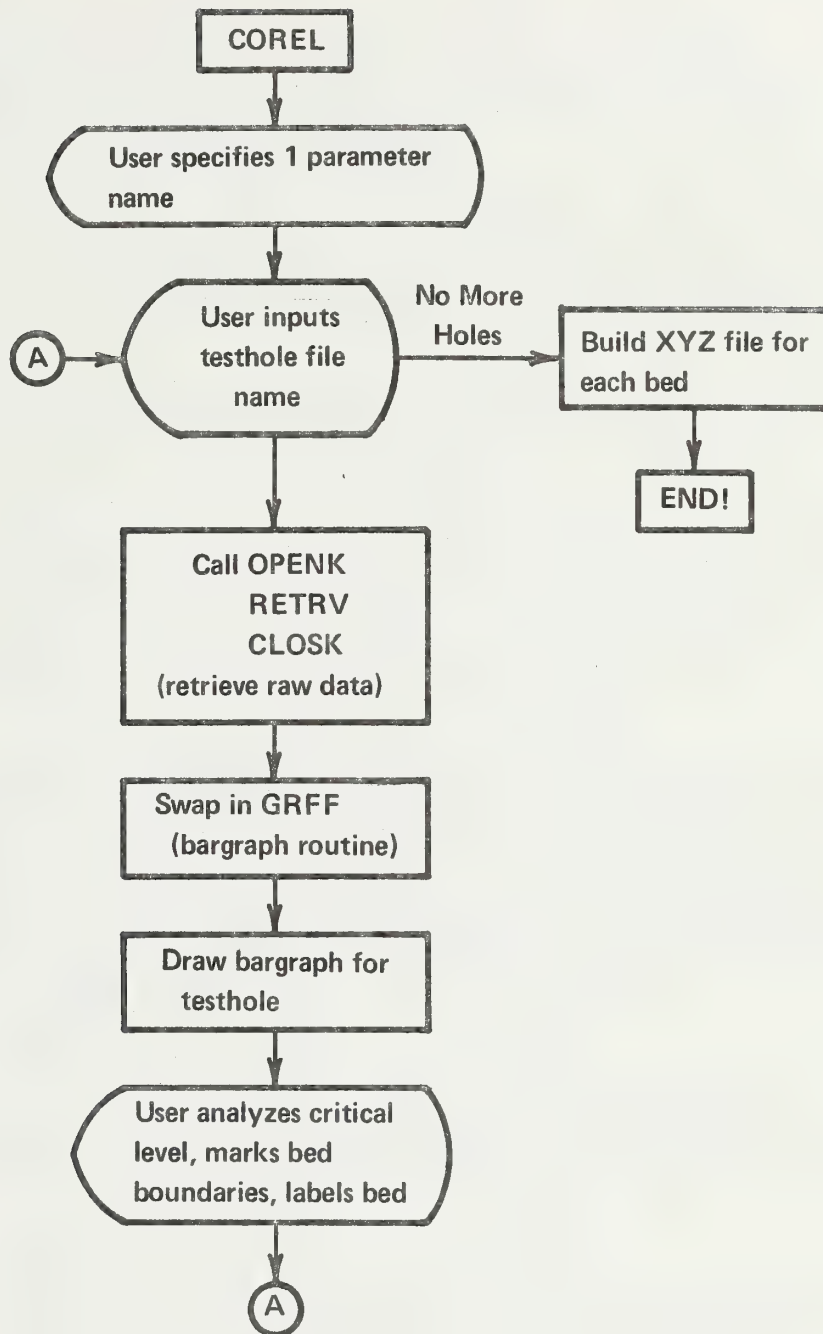 COREL
User specifies 1 parameter
name
A
User inputs
testhole file
name
No More
Holes
Build XYZ file for
each bed
END!
Call OPENK
RETRV
CLOSK
(retrieve raw data)
Swap in GRFF
(bargraph routine)
Draw bargraph for
testhole
User analyzes critical
level, marks bed
boundaries, labels bed
A